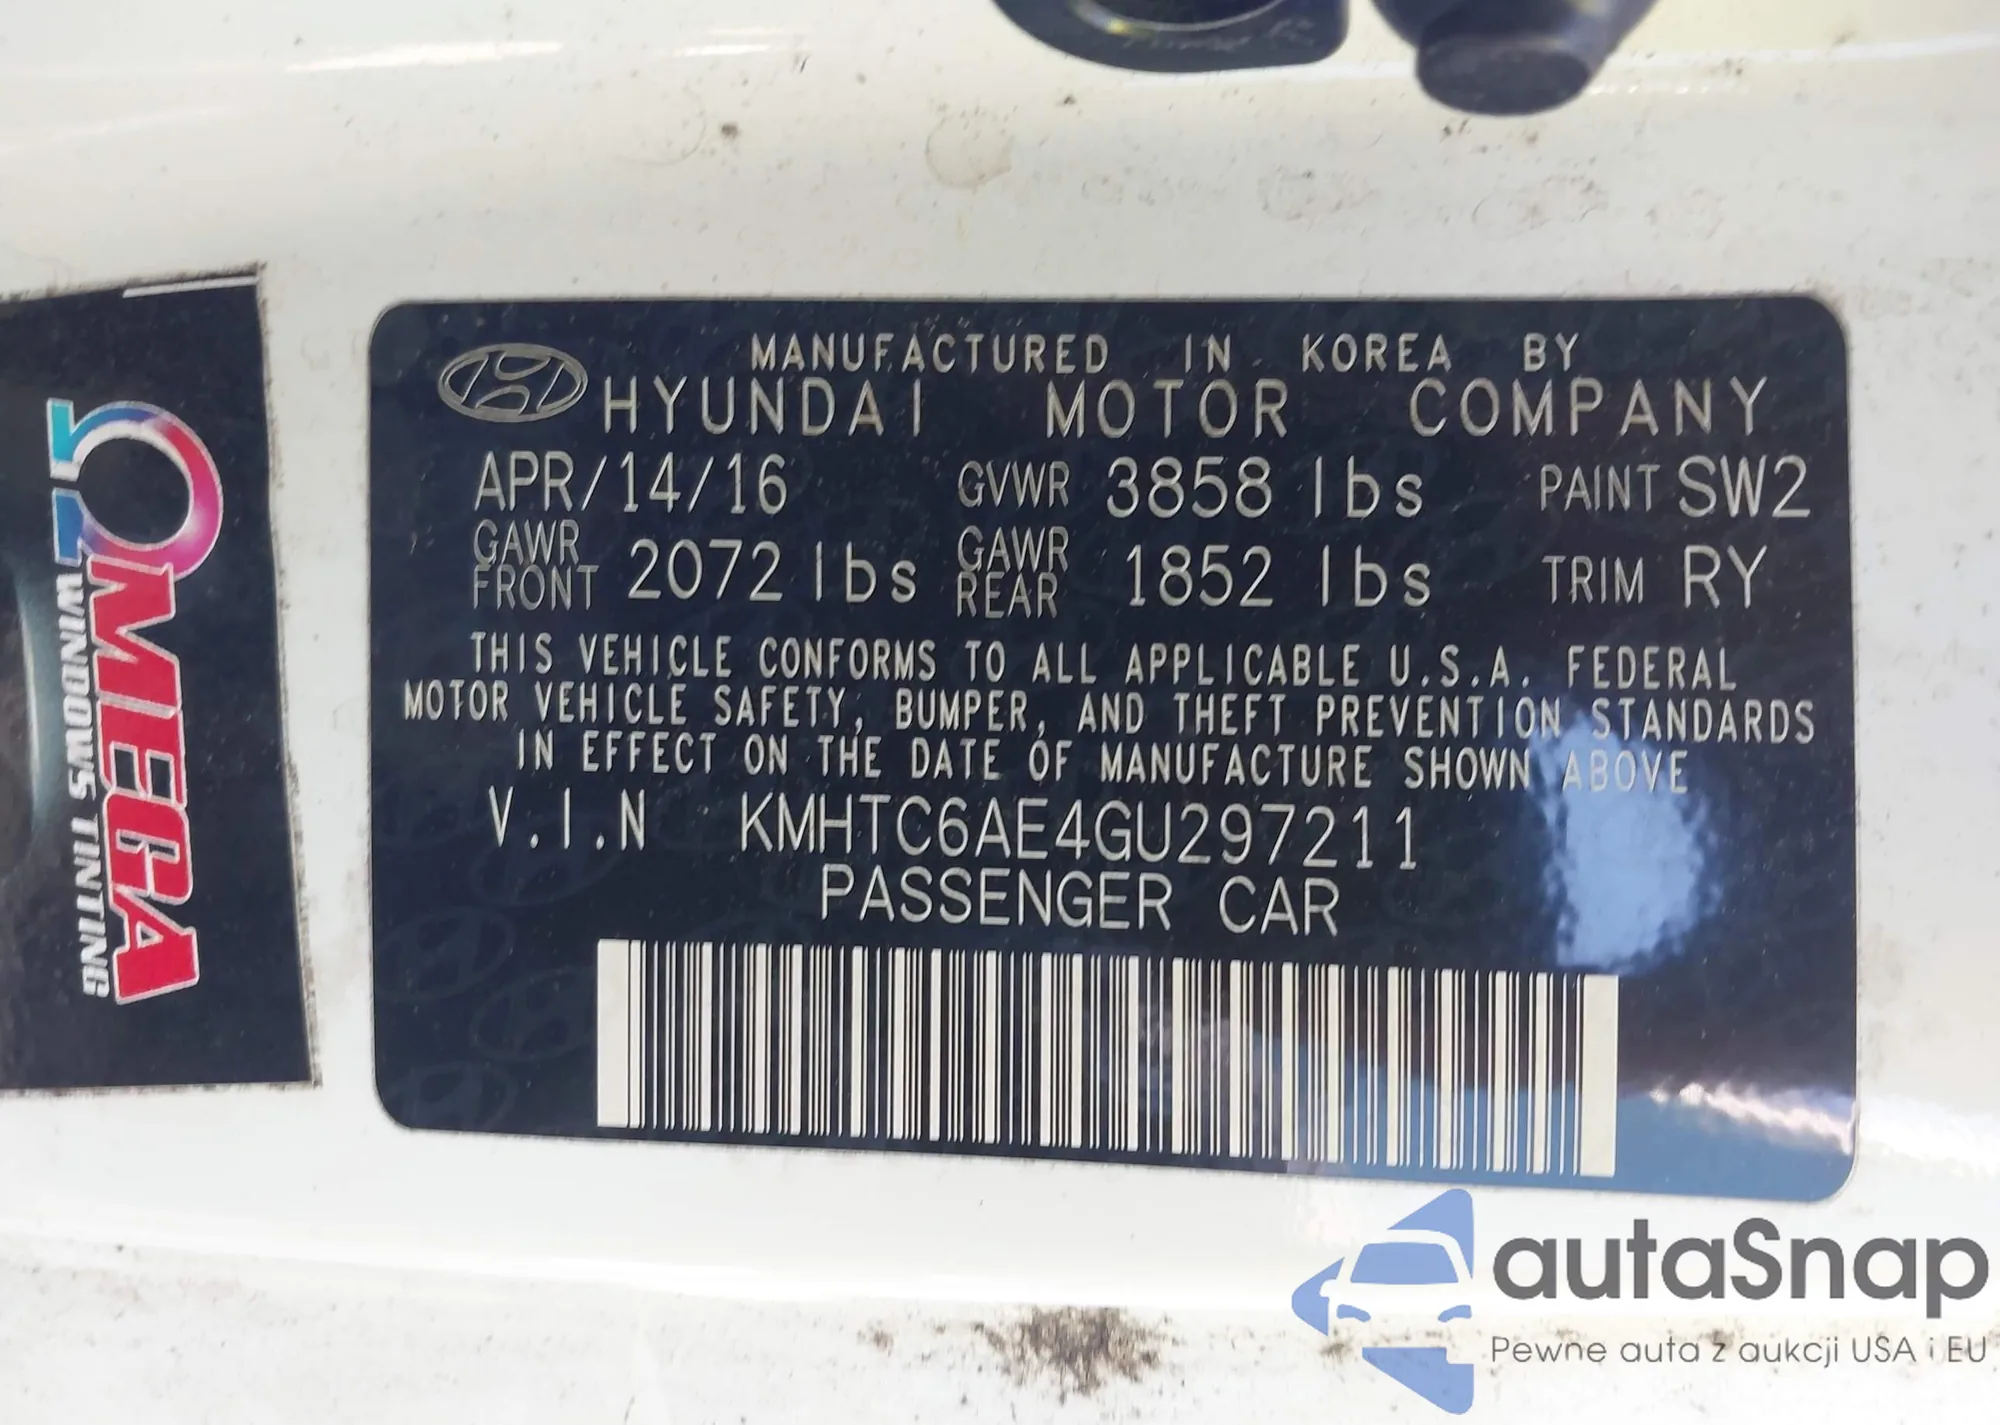 MANUFACTURED IN KOREA BY
HYUNDAI MOTOR COMPANY
APR/14/16 GVWR 3858 lbs PAINT SW2
GAWR FRONT 2072 lbs GAWR REAR 1852 lbs TRIM RY
THIS VEHICLE CONFORMS TO ALL APPLICABLE U.S.A. FEDERAL
MOTOR VEHICLE SAFETY, BUMPER, AND THEFT PREVENTION STANDARDS
IN EFFECT ON THE DATE OF MANUFACTURE SHOWN ABOVE
V.I.N KMHTC6AE4GU297211
PASSENGER CAR
OMEGA
WINDOWS TINTING
autaSnap
Pewne auta z aukcji USA i EU